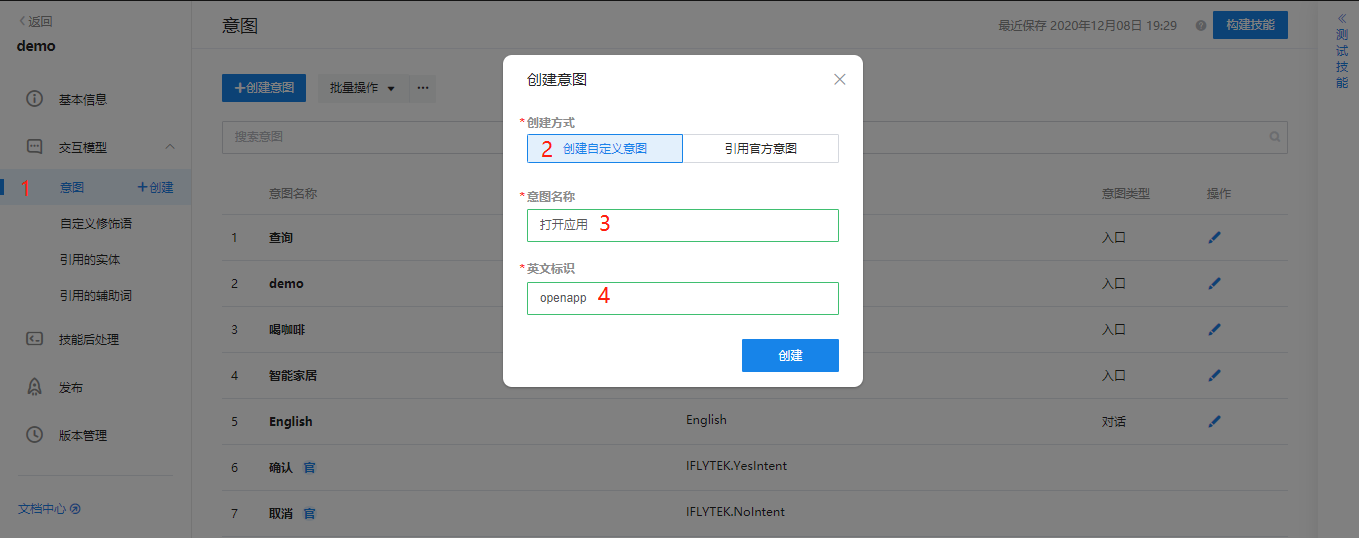 返回
demo
基本信息
交互模型
1 意图 +创建
自定义修饰语
引用的实体
引用的辅助词
技能后处理
发布
版本管理
文档中心
意图
最近保存 2020年12月08日 19:29
构建技能
+创建意图
批量操作
...
搜索意图
意图名称 意图类型 操作
1 查询 入口
2 demo 入口
3 喝咖啡 入口
4 智能家居 入口
5 English English 对话
6 确认 官 IFLYTEK.YesIntent
7 取消 官 IFLYTEK.NoIntent
创建意图
*创建方式
2 创建自定义意图
引用官方意图
*意图名称
打开应用 3
*英文标识
openapp 4
创建
测试技能